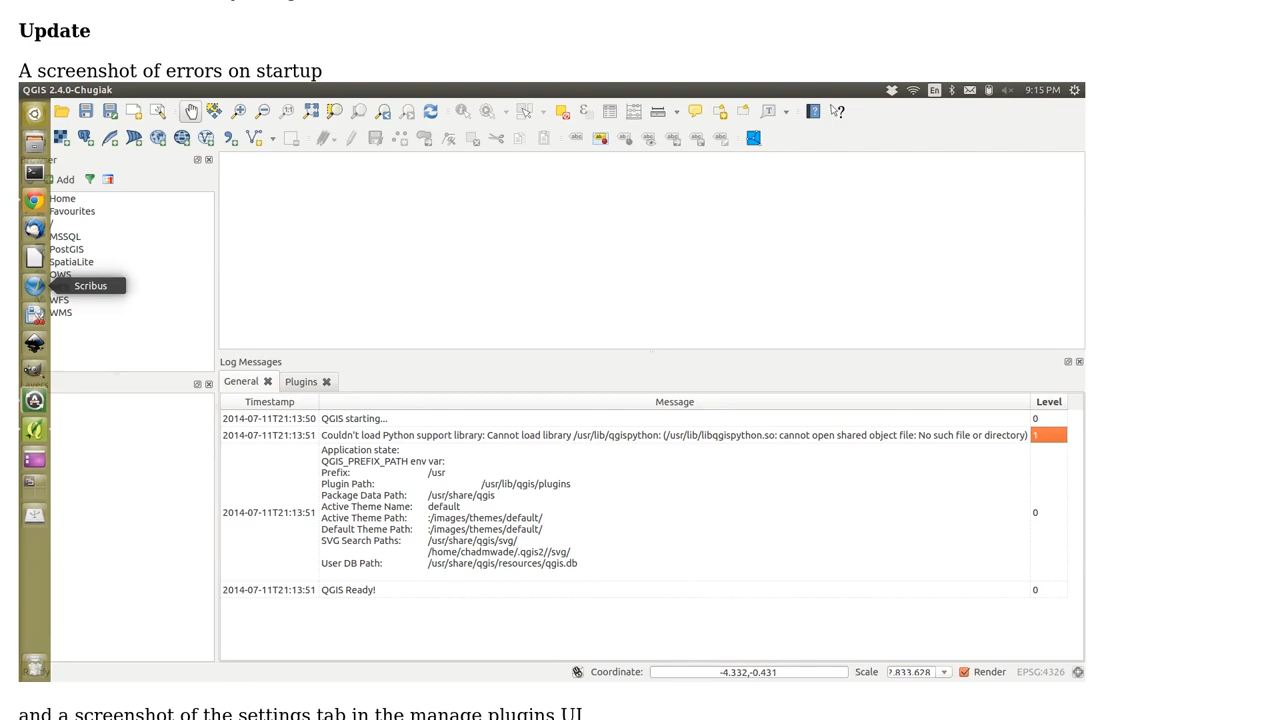 Update
A screenshot of errors on startup
QGIS 2.4.0-Chugiak
En
9:15 PM
Add
Home
Favourites
/
MSSQL
PostGIS
SpatiaLite
OWS
Scribus
WFS
WMS
Log Messages
General
Plugins
Timestamp Message Level
2014-07-11T21:13:50 QGIS starting... 0
2014-07-11T21:13:51 Couldn't load Python support library: Cannot load library /usr/lib/qgispython: (/usr/lib/libqgispython.so: cannot open shared object file: No such file or directory) 1
Application state:
QGIS_PREFIX_PATH env var:
Prefix: /usr
Plugin Path: /usr/lib/qgis/plugins
Package Data Path: /usr/share/qgis
Active Theme Name: default
Active Theme Path: :/images/themes/default/
2014-07-11T21:13:51 0
Default Theme Path: :/images/themes/default/
SVG Search Paths: /usr/share/qgis/svg/
/home/chadmwade/.qgis2//svg/
User DB Path: /usr/share/qgis/resources/qgis.db
2014-07-11T21:13:51 QGIS Ready! 0
Coordinate: -4.332,-0.431 Scale Render EPSG:4326
and a screenshot of the settings tab in the manage plugins UI